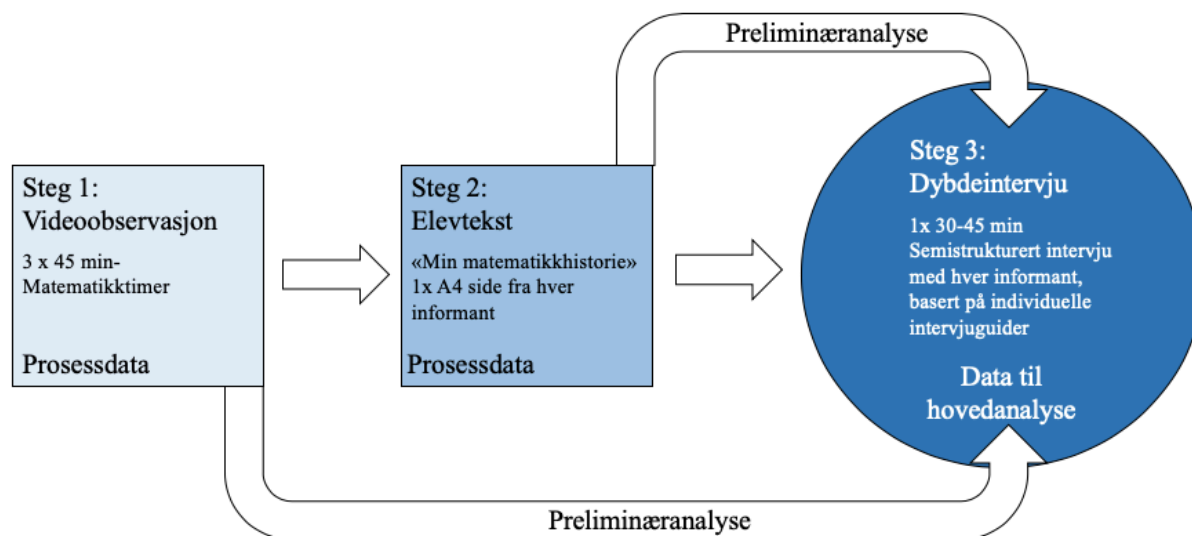 Preliminæranalyse
Steg 1:
Videoobservasjon
3 x 45 min-
Matematikktimer
Prosessdata
Steg 2:
Elevtekst
«Min matematikkhistorie»
1x A4 side fra hver
informant
Prosessdata
Steg 3:
Dybdeintervju
1x 30-45 min
Semistrukturert intervju
med hver informant,
basert på individuelle
intervjuguider
Data til
hovedanalyse
Preliminæranalyse